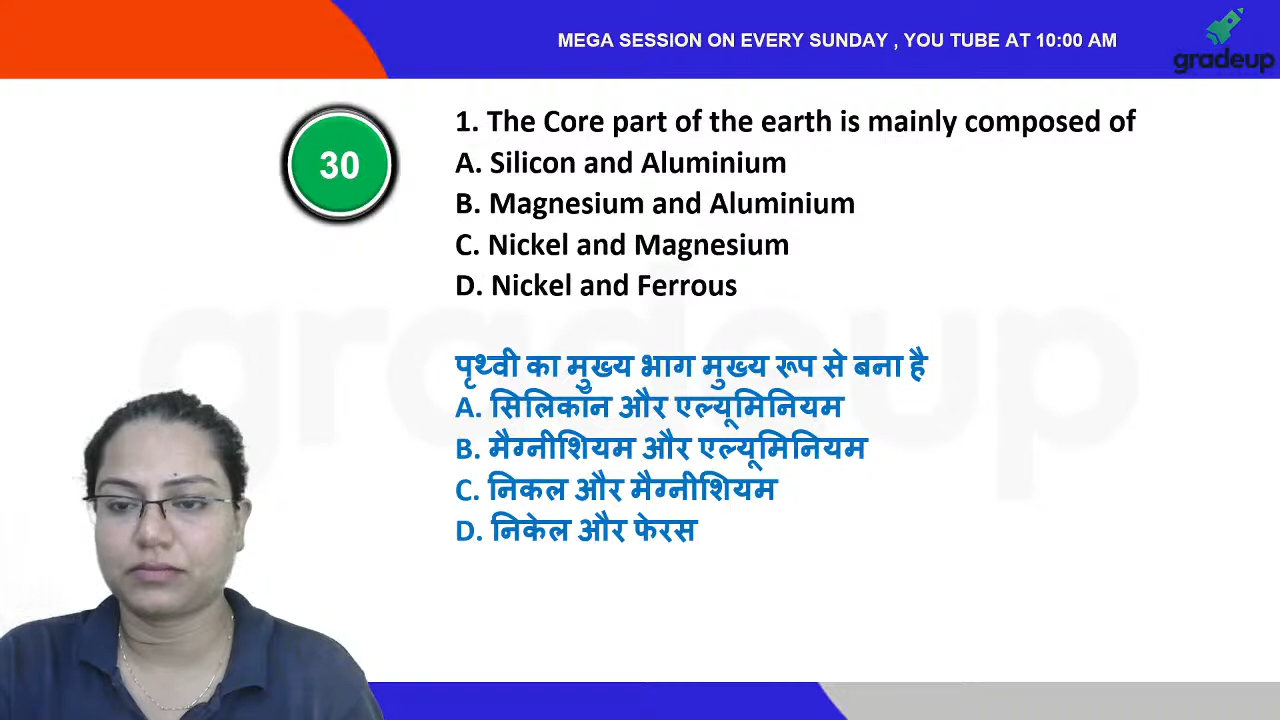 MEGA SESSION ON EVERY SUNDAY , YOU TUBE AT 10:00 AM
gradeup
30
1. The Core part of the earth is mainly composed of
A. Silicon and Aluminium
B. Magnesium and Aluminium
C. Nickel and Magnesium
D. Nickel and Ferrous
gradeup
पृथ्वी का मुख्य भाग मुख्य रूप से बना है
A. सिलिकॉन और एल्यूमिनियम
B. मैग्नीशियम और एल्यूमिनियम
C. निकल और मैग्नीशियम
D. निकेल और फेरस